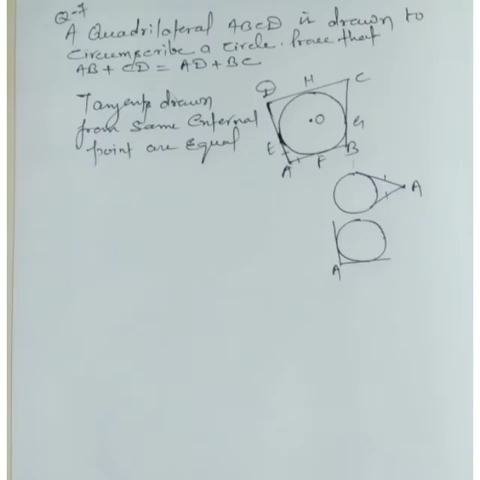 Q-7
A Quadrilateral ABCD is drawn to
Circumscribe a circle. Prove that
AB + CD = AD + BC
Tangents drawn
from Same External
point are Equal
D
H
C
O
G
E
B
A
F
A
A